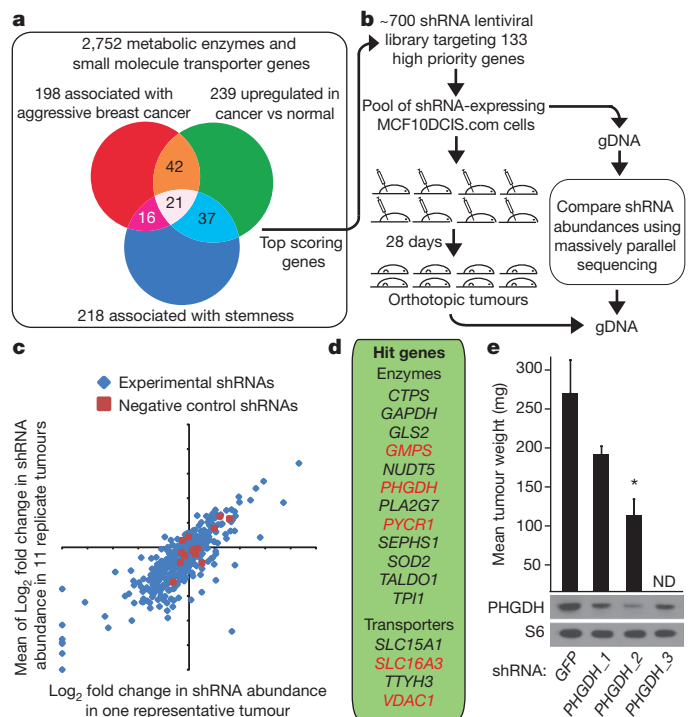 a
2,752 metabolic enzymes and
small molecule transporter genes
198 associated with
aggressive breast cancer
239 upregulated in
cancer vs normal
42
21
16
37
Top scoring
genes
218 associated with stemness
b
~700 shRNA lentiviral
library targeting 133
high priority genes
Pool of shRNA-expressing
MCF10DCIS.com cells
gDNA
28 days
Compare shRNA
abundances using
massively parallel
sequencing
Orthotopic tumours
gDNA
c
Experimental shRNAs
Negative control shRNAs
Mean of Log2 fold change in shRNA
abundance in 11 replicate tumours
Log2 fold change in shRNA abundance
in one representative tumour
d
Hit genes
Enzymes
CTPS
GAPDH
GLS2
GMPS
NUDT5
PHGDH
PLA2G7
PYCR1
SEPHS1
SOD2
TALDO1
TPI1
Transporters
SLC15A1
SLC16A3
TTYH3
VDAC1
e
Mean tumour weight (mg)
300
250
200
150
100
50
*
ND
PHGDH
S6
shRNA:
GFP
PHGDH_1
PHGDH_2
PHGDH_3